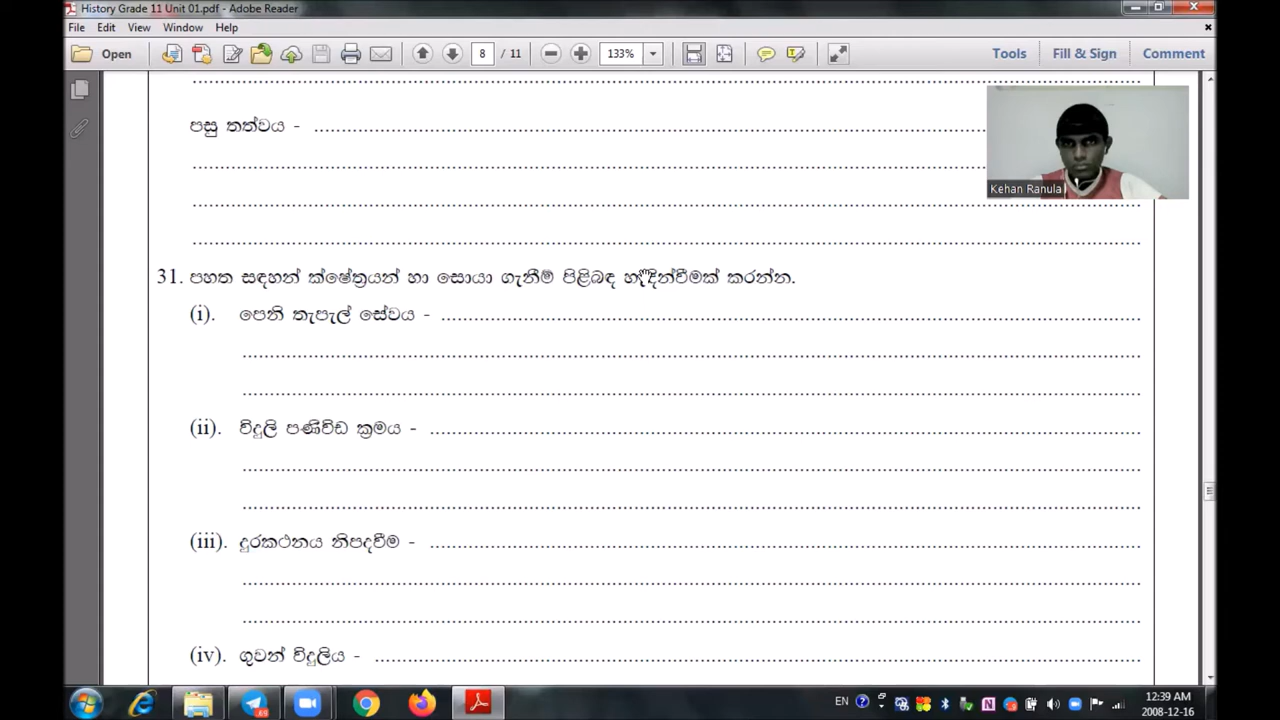 History Grade 11 Unit 01.pdf - Adobe Reader
File Edit View Window Help
Open 8 / 11 133% Tools Fill & Sign Comment
පසු තත්වය - ......................................................
Kehan Ranula
31. පහත සඳහන් ක්ෂේත්‍රයන් හා සොයා ගැනීම් පිළිබඳ හැඳින්වීමක් කරන්න.
(i). පෙනි තැපැල් සේවය - ......................................................
(ii). විදුලි පණිවිඩ ක්‍රමය - ......................................................
(iii). දුරකථනය නිපදවීම - ......................................................
(iv). ගුවන් විදුලිය - ......................................................
EN 12:39 AM
2008-12-16